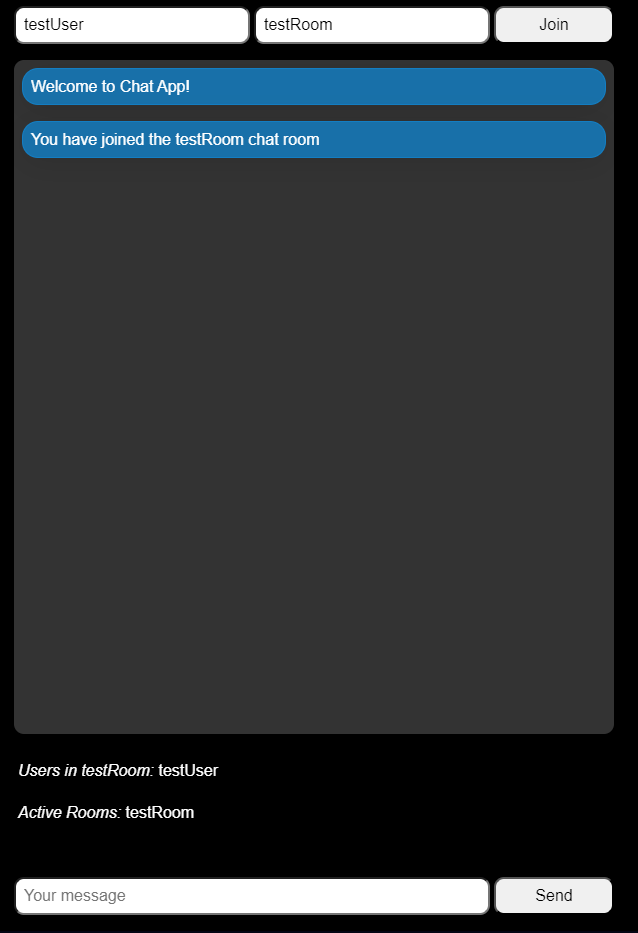 testUser testRoom Join
Welcome to Chat App!
You have joined the testRoom chat room
Users in testRoom: testUser
Active Rooms: testRoom
Your message Send